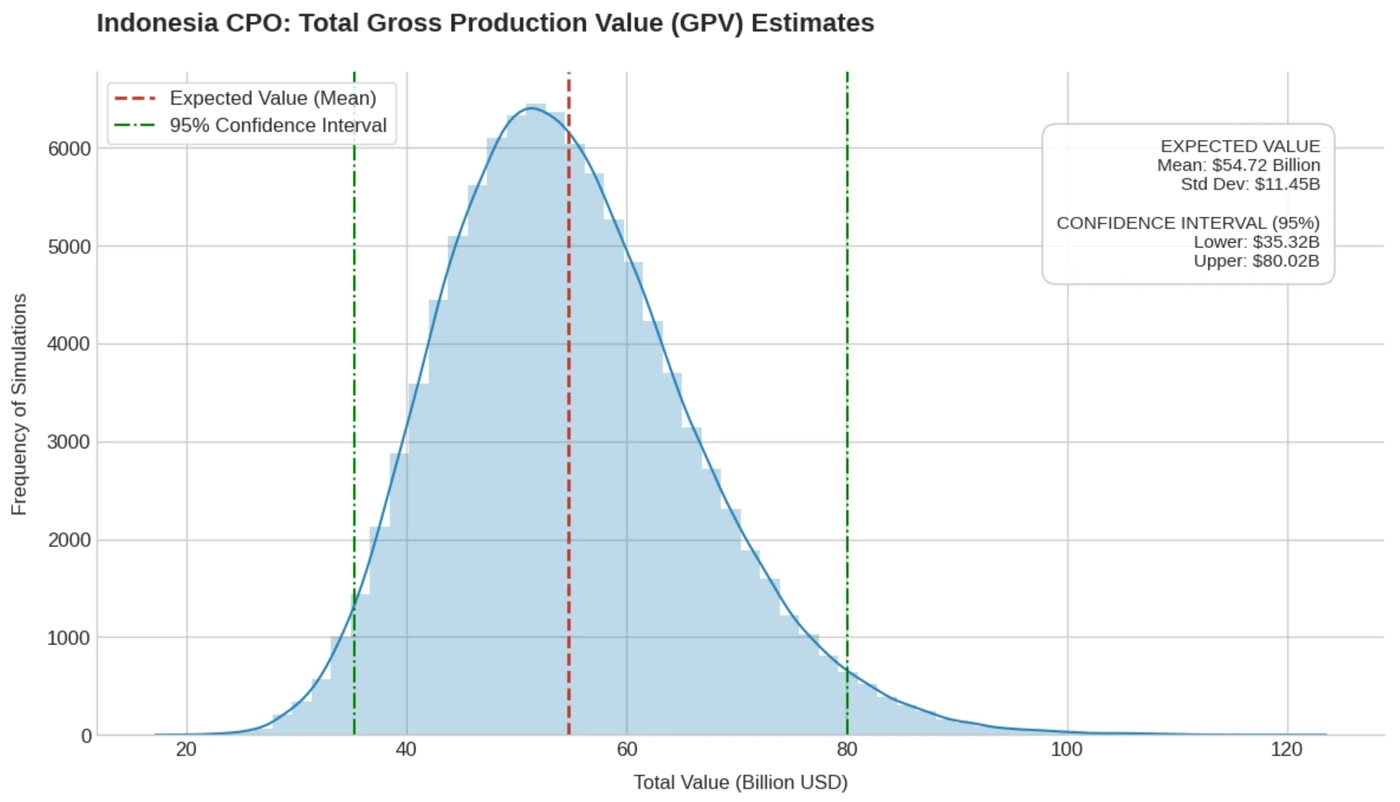 Indonesia CPO: Total Gross Production Value (GPV) Estimates
Expected Value (Mean)
95% Confidence Interval
EXPECTED VALUE
Mean: $54.72 Billion
Std Dev: $11.45B
CONFIDENCE INTERVAL (95%)
Lower: $35.32B
Upper: $80.02B
Frequency of Simulations
6000
5000
4000
3000
2000
1000
0
20
40
60
80
100
120
Total Value (Billion USD)